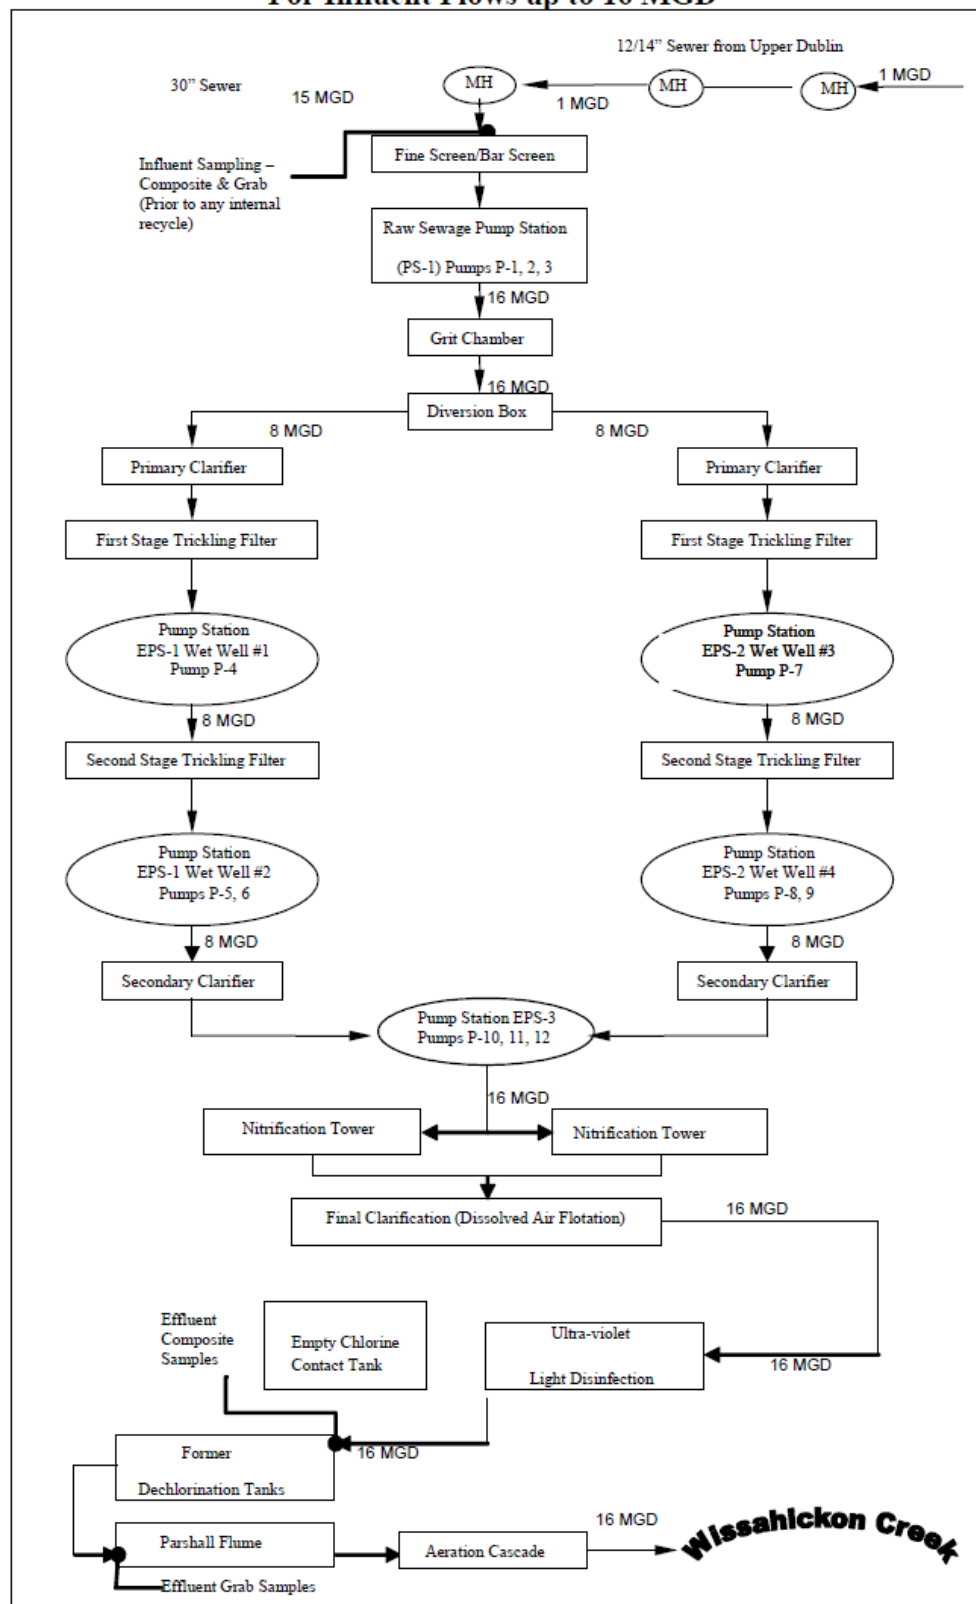 For Influent Flows up to 16 MGD
12/14” Sewer from Upper Dublin
30” Sewer
15 MGD
MH
1 MGD
MH
MH
1 MGD
Fine Screen/Bar Screen
Influent Sampling –
Composite & Grab
(Prior to any internal
recycle)
Raw Sewage Pump Station
(PS-1) Pumps P-1, 2, 3
16 MGD
Grit Chamber
16 MGD
Diversion Box
8 MGD
8 MGD
Primary Clarifier
Primary Clarifier
First Stage Trickling Filter
First Stage Trickling Filter
Pump Station
EPS-1 Wet Well #1
Pump P-4
Pump Station
EPS-2 Wet Well #3
Pump P-7
8 MGD
8 MGD
Second Stage Trickling Filter
Second Stage Trickling Filter
Pump Station
EPS-1 Wet Well #2
Pumps P-5, 6
Pump Station
EPS-2 Wet Well #4
Pumps P-8, 9
8 MGD
8 MGD
Secondary Clarifier
Secondary Clarifier
Pump Station EPS-3
Pumps P-10, 11, 12
16 MGD
Nitrification Tower
Nitrification Tower
Final Clarification (Dissolved Air Flotation)
16 MGD
Effluent
Composite
Samples
Empty Chlorine
Contact Tank
Ultra-violet
Light Disinfection
16 MGD
16 MGD
Former
Dechlorination Tanks
Parshall Flume
Aeration Cascade
16 MGD
Wissahickon Creek
Effluent Grab Samples